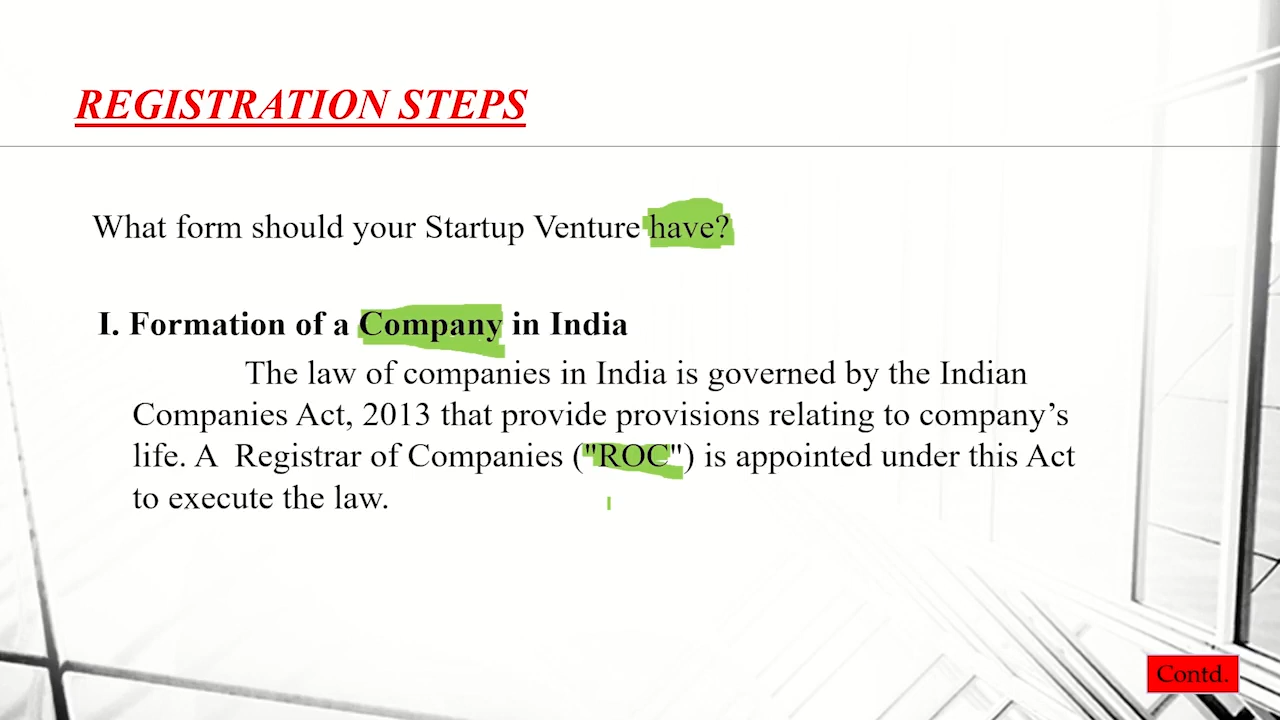 REGISTRATION STEPS
What form should your Startup Venture have?
I. Formation of a Company in India
The law of companies in India is governed by the Indian
Companies Act, 2013 that provide provisions relating to company’s
life. A Registrar of Companies ("ROC") is appointed under this Act
to execute the law.
Contd.